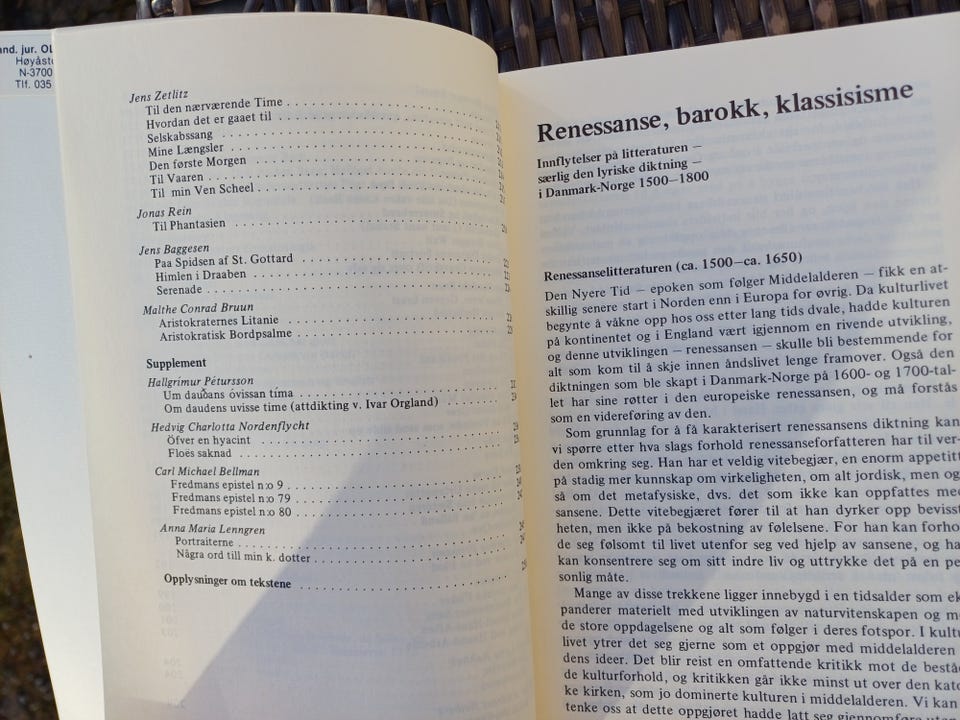 and. jur. OL
Høyåst
N-3700
Tlf. 035
Jens Zetlitz
Til den nærværende Time
Hvordan det er gaaet til
Selskabssang
Mine Længsler
Den første Morgen
Til Vaaren
Til min Ven Scheel
Jonas Rein
Til Phantasien
Jens Baggesen
Paa Spidsen af St. Gottard
Himlen i Draaben
Serenade
Malthe Conrad Bruun
Aristokraternes Litanie
Aristokratisk Bordpsalme
Supplement
Hallgrímur Pétursson
Um dauðans óvissan tíma
Om daudens uvisse time (attdikting v. Ivar Orgland)
Hedvig Charlotta Nordenflycht
Öfver en hyacint
Floës saknad
Carl Michael Bellman
Fredmans epistel n:o 9
Fredmans epistel n:o 79
Fredmans epistel n:o 80
Anna Maria Lenngren
Portraiterne
Några ord till min k. dotter
Opplysninger om tekstene
Renessanse, barokk, klassisisme
Innflytelser på litteraturen –
særlig den lyriske diktning –
i Danmark-Norge 1500–1800
Renessanselitteraturen (ca. 1500–ca. 1650)
Den Nyere Tid – epoken som følger Middelalderen – fikk en at-
skillig senere start i Norden enn i Europa for øvrig. Da kulturlivet
begynte å våkne opp hos oss etter lang tids dvale, hadde kulturen
på kontinentet og i England vært igjennom en rivende utvikling,
og denne utviklingen – renessansen – skulle bli bestemmende for
alt som kom til å skje innen åndslivet lenge framover. Også den
diktningen som ble skapt i Danmark-Norge på 1600- og 1700-tal-
let har sine røtter i den europeiske renessansen, og må forstås
som en videreføring av den.
Som grunnlag for å få karakterisert renessansens diktning kan
vi spørre etter hva slags forhold renessanseforfatteren har til ver-
den omkring seg. Han har et veldig vitebegjær, en enorm appetitt
på stadig mer kunnskap om virkeligheten, om alt jordisk, men og
så om det metafysiske, dvs. det som ikke kan oppfattes me
sansene. Dette vitebegjæret fører til at han dyrker opp bevisst
heten, men ikke på bekostning av følelsene. For han kan forho
de seg følsomt til livet utenfor seg ved hjelp av sansene, og ha
kan konsentrere seg om sitt indre liv og uttrykke det på en pe
sonlig måte.
Mange av disse trekkene ligger innebygd i en tidsalder som ek
panderer materielt med utviklingen av naturvitenskapen og m
de store oppdagelsene og alt som følger i deres fotspor. I kultu
livet ytrer det seg gjerne som et oppgjør med middelalderen
dens ideer. Det blir reist en omfattende kritikk mot de bestå
de kulturforhold, og kritikken går ikke minst ut over den kato
ke kirken, som jo dominerte kulturen i middelalderen. Vi kan
tenke oss at dette oppgjøret hadde latt seg gjennomføre